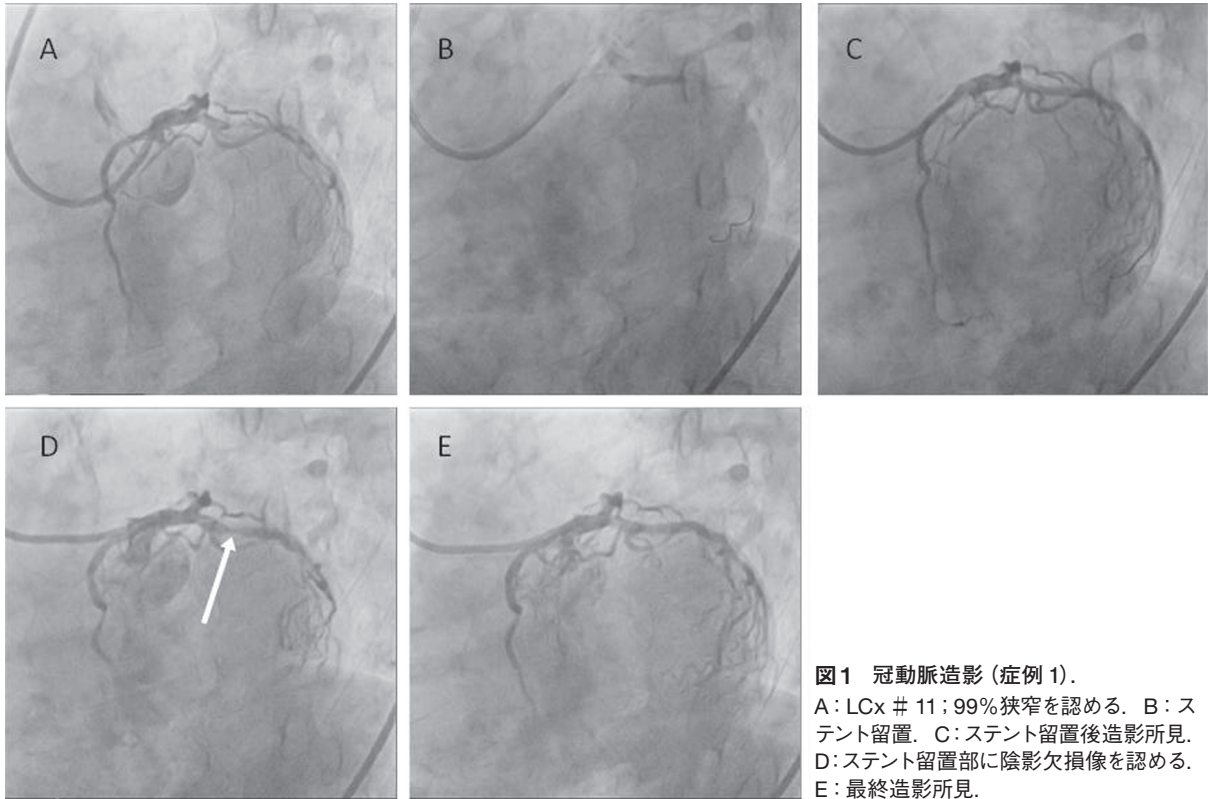 A
B
C
D
E
図1 冠動脈造影（症例 1）．
A：LCx ＃ 11；99％狭窄を認める． B：ス
テント留置． C：ステント留置後造影所見．
D：ステント留置部に陰影欠損像を認める．
E：最終造影所見．